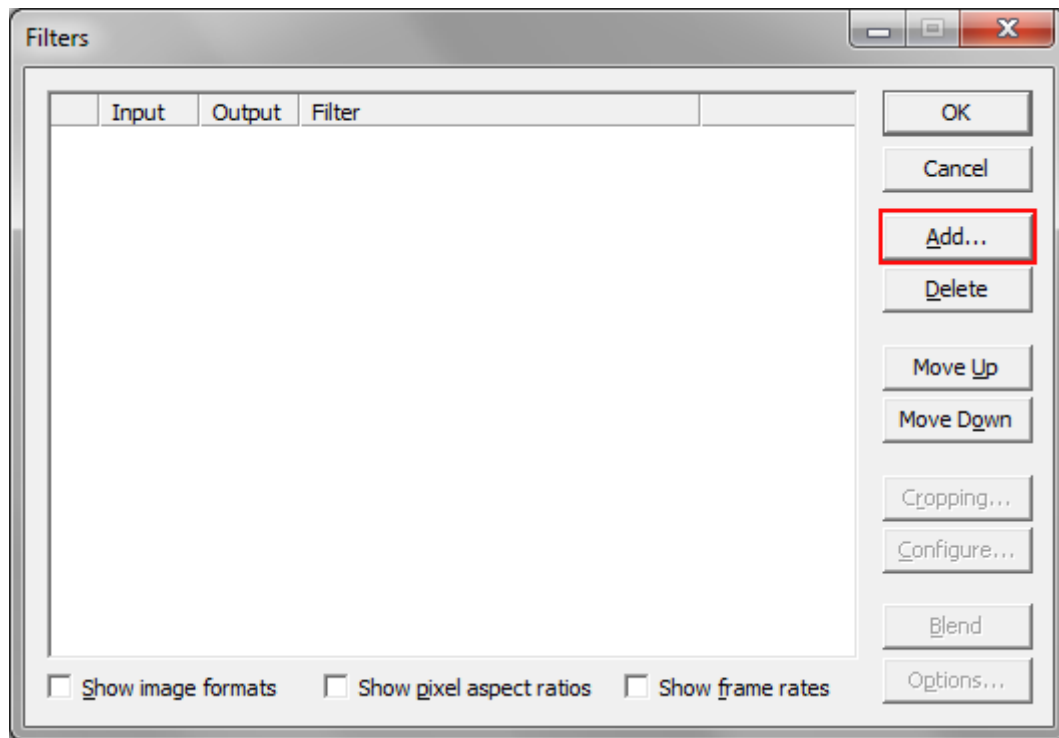 Filters
Input Output Filter
OK
Cancel
Add...
Delete
Move Up
Move Down
Cropping...
Configure...
Blend
Options...
Show image formats Show pixel aspect ratios Show frame rates